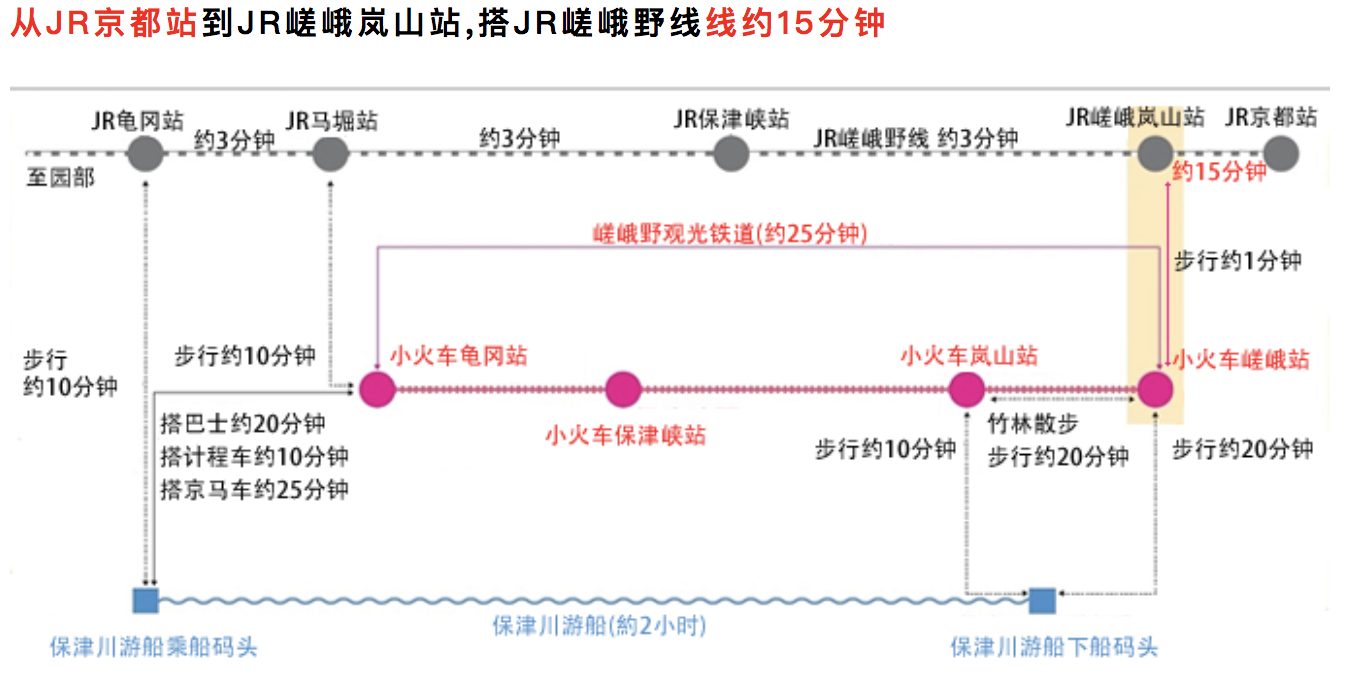 从JR京都站到JR嵯峨岚山站,搭JR嵯峨野线线约15分钟
JR龟冈站
约3分钟
JR马堀站
约3分钟
JR保津峡站
JR嵯峨野线 约3分钟
JR嵯峨岚山站
JR京都站
至园部
约15分钟
嵯峨野观光铁道(约25分钟)
步行约1分钟
步行
约10分钟
步行约10分钟
小火车龟冈站
小火车岚山站
小火车嵯峨站
搭巴士约20分钟
搭计程车约10分钟
搭京马车约25分钟
小火车保津峡站
步行约10分钟
竹林散步
步行约20分钟
步行约20分钟
保津川游船(約2小时)
保津川游船乘船码头
保津川游船下船码头